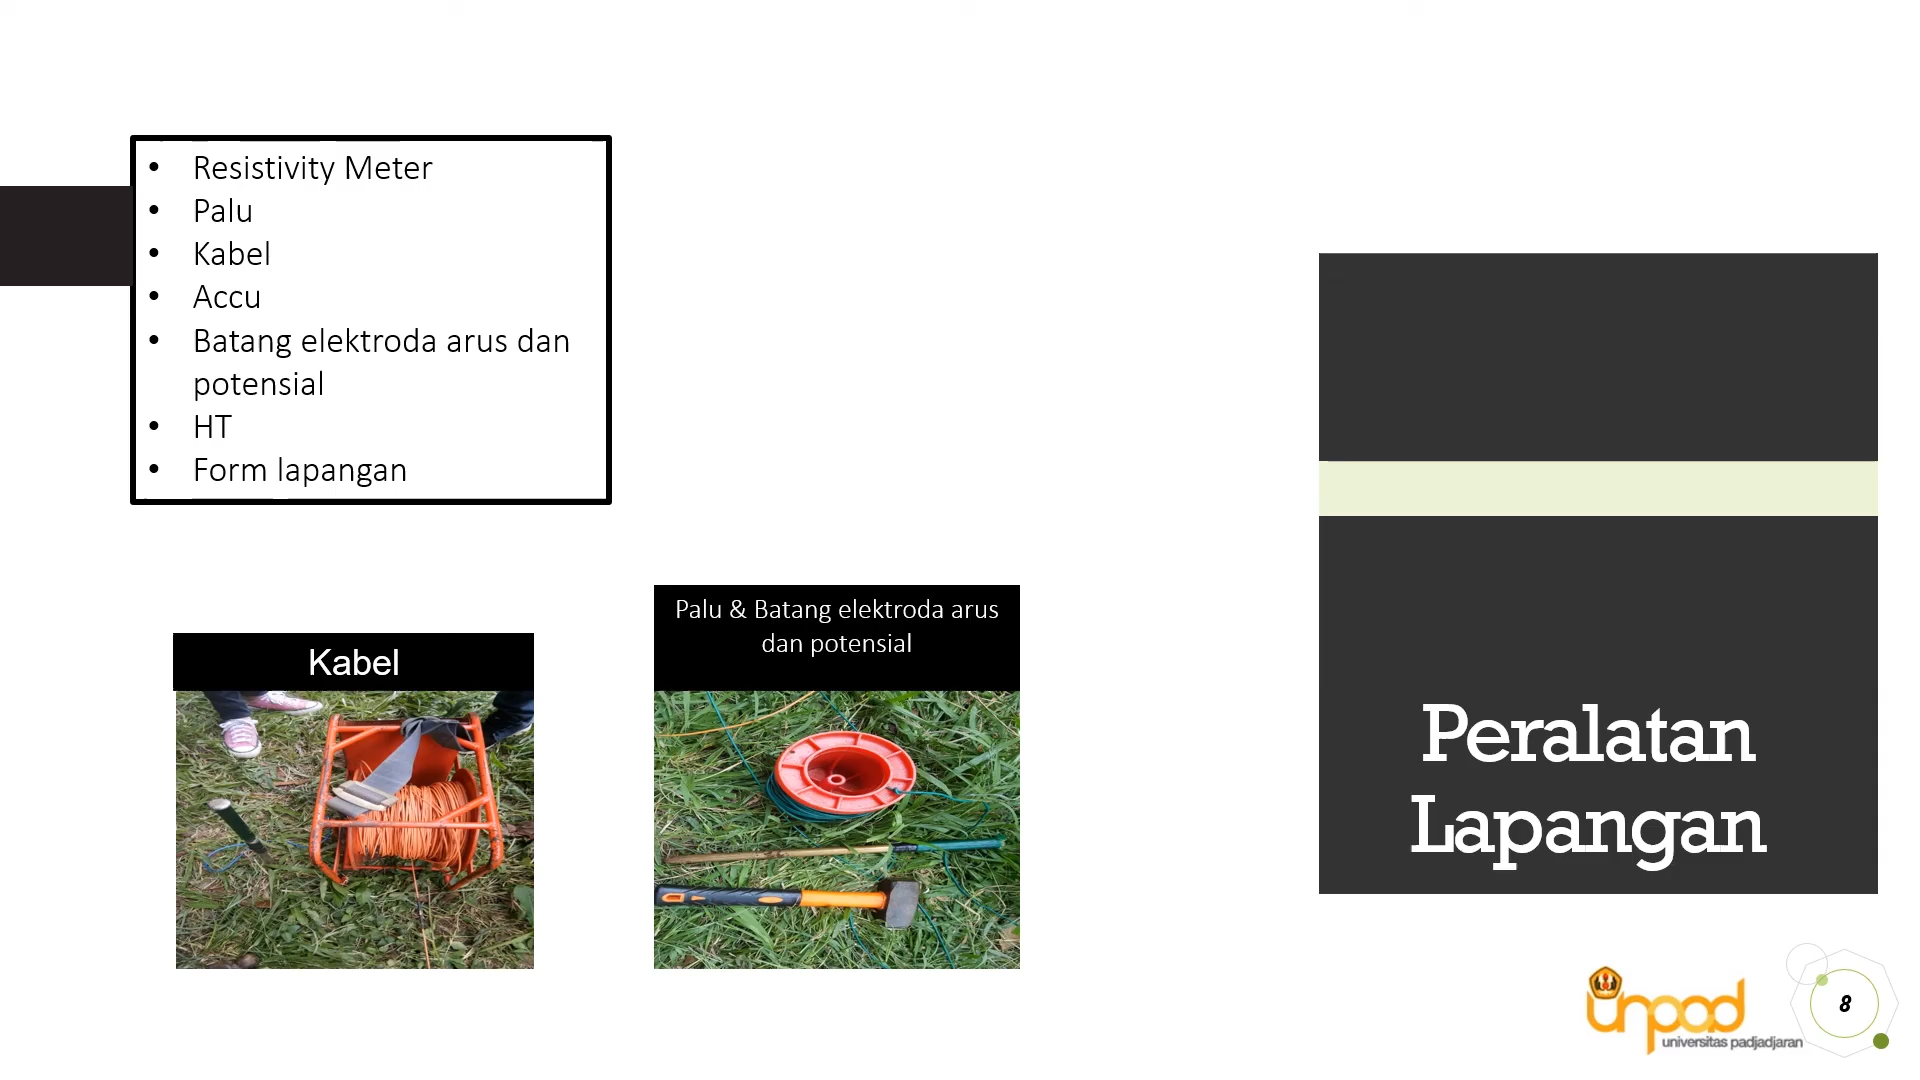 • Resistivity Meter
• Palu
• Kabel
• Accu
• Batang elektroda arus dan
potensial
• HT
• Form lapangan
Kabel
Palu & Batang elektroda arus
dan potensial
Peralatan
Lapangan
unpad
universitas padjadjaran
8